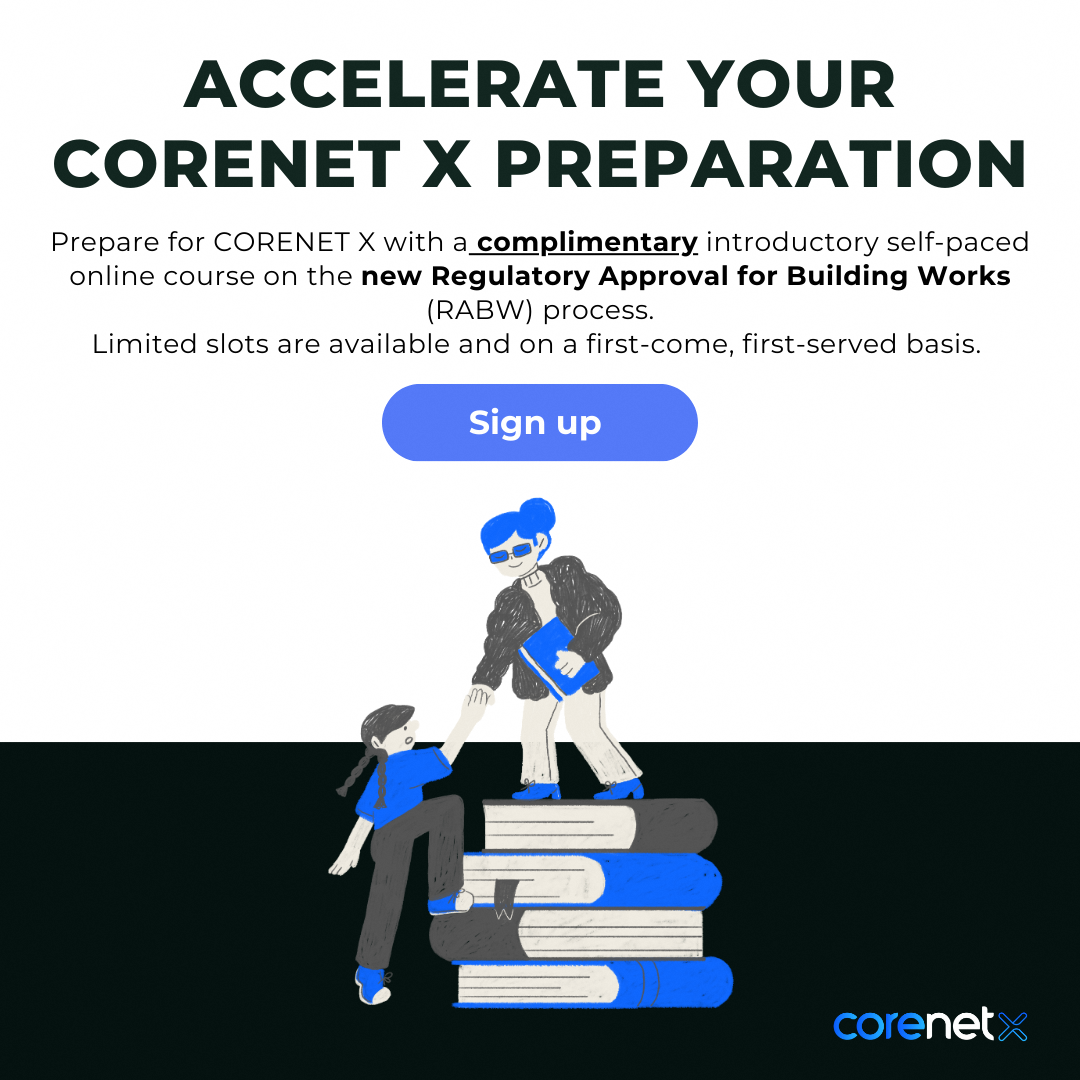 ACCELERATE YOUR
CORENET X PREPARATION
Prepare for CORENET X with a complimentary introductory self-paced
online course on the new Regulatory Approval for Building Works
(RABW) process.
Limited slots are available and on a first-come, first-served basis.
Sign up
corenet x